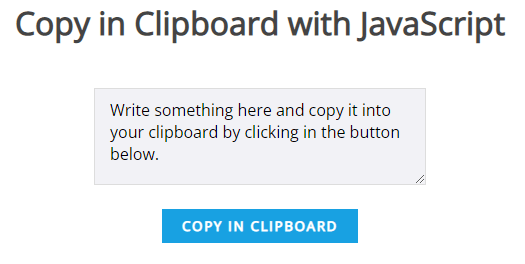 Copy in Clipboard with JavaScript
Write something here and copy it into
your clipboard by clicking in the button
below.
COPY IN CLIPBOARD